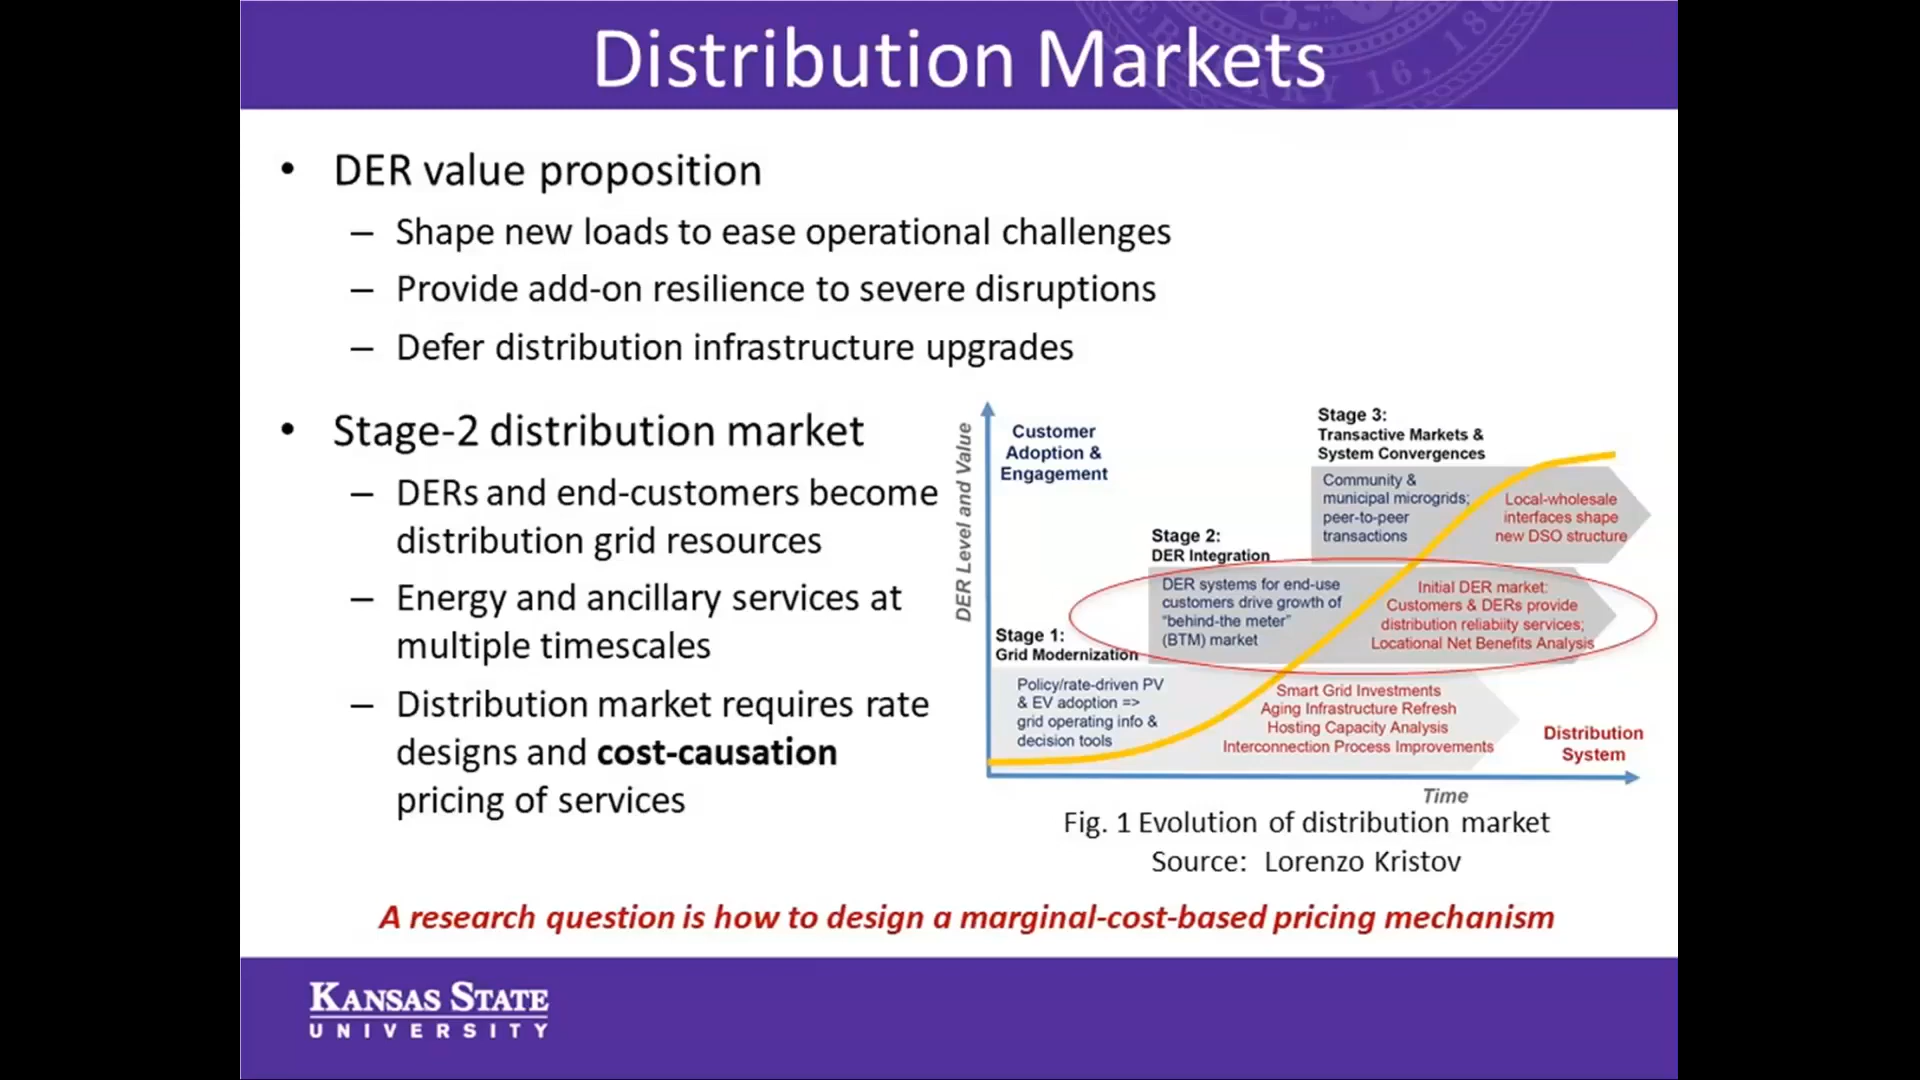 Distribution Markets
• DER value proposition
– Shape new loads to ease operational challenges
– Provide add-on resilience to severe disruptions
– Defer distribution infrastructure upgrades
• Stage-2 distribution market
– DERs and end-customers become
distribution grid resources
– Energy and ancillary services at
multiple timescales
– Distribution market requires rate
designs and cost-causation
pricing of services
DER Level and Value
Customer
Adoption &
Engagement
Stage 3:
Transactive Markets &
System Convergences
Community &
municipal microgrids;
peer-to-peer
transactions
Local-wholesale
interfaces shape
new DSO structure
Stage 2:
DER Integration
DER systems for end-use
customers drive growth of
"behind-the meter"
(BTM) market
Initial DER market:
Customers & DERs provide
distribution reliabiity services;
Locational Net Benefits Analysis
Stage 1:
Grid Modernization
Policy/rate-driven PV
& EV adoption =>
grid operating info &
decision tools
Smart Grid Investments
Aging Infrastructure Refresh
Hosting Capacity Analysis
Interconnection Process Improvements
Distribution
System
Time
Fig. 1 Evolution of distribution market
Source: Lorenzo Kristov
A research question is how to design a marginal-cost-based pricing mechanism
KANSAS STATE
UNIVERSITY